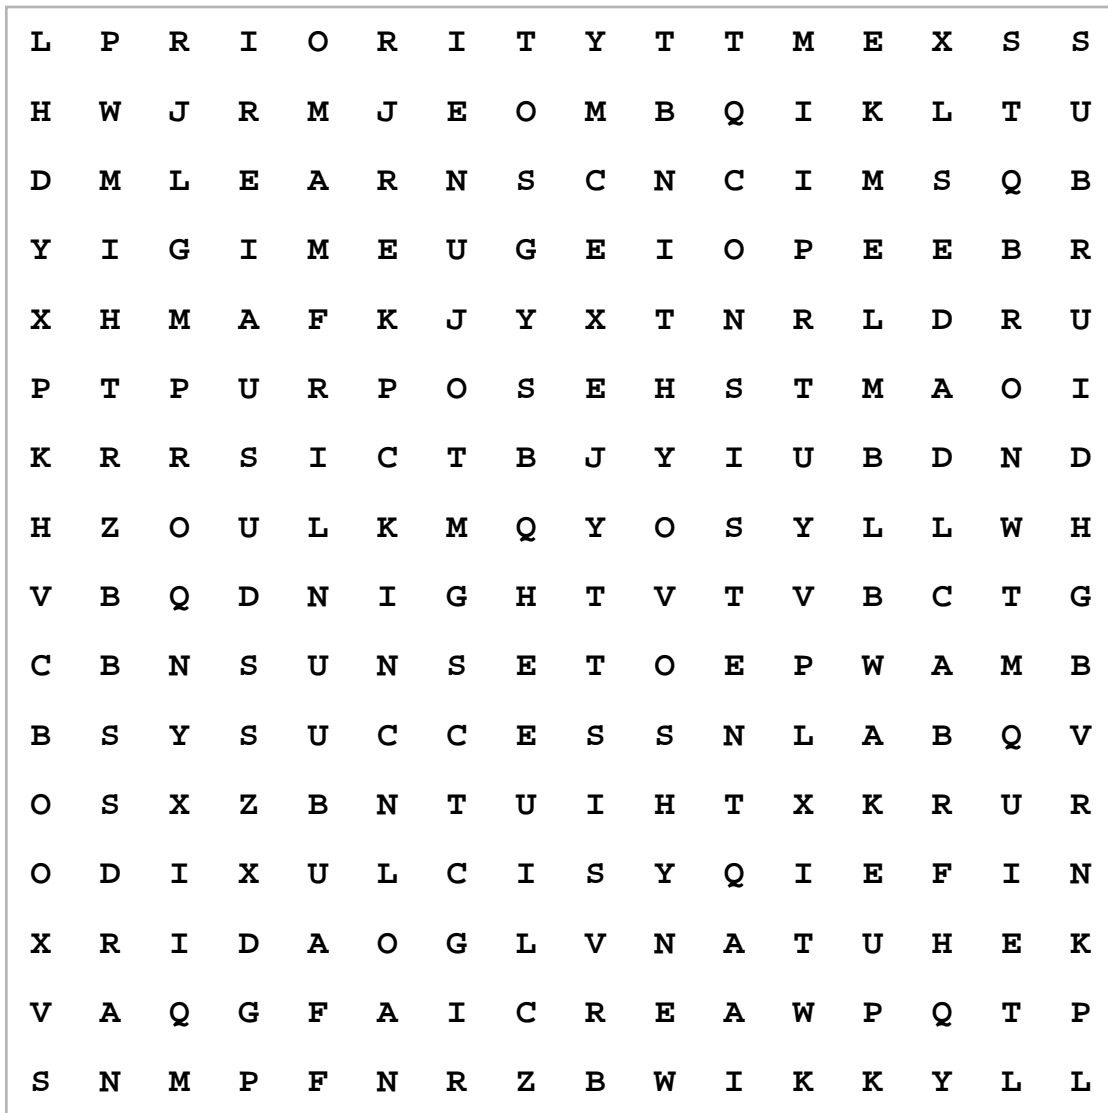 L P R I O R I T Y T T M E X S S
H W J R M J E O M B Q I K L T U
D M L E A R N S C N C I M S Q B
Y I G I M E U G E I O P E E B R
X H M A F K J Y X T N R L D R U
P T P U R P O S E H S T M A O I
K R R S I C T B J Y I U B D N D
H Z O U L K M Q Y O S Y L L W H
V B Q D N I G H T V T V B C T G
C B N S U N S E T O E P W A M B
B S Y S U C C E S S N L A B Q V
O S X Z B N T U I H T X K R U R
O D I X U L C I S Y Q I E F I N
X R I D A O G L V N A T U H E K
V A Q G F A I C R E A W P Q T P
S N M P F N R Z B W I K K Y L L